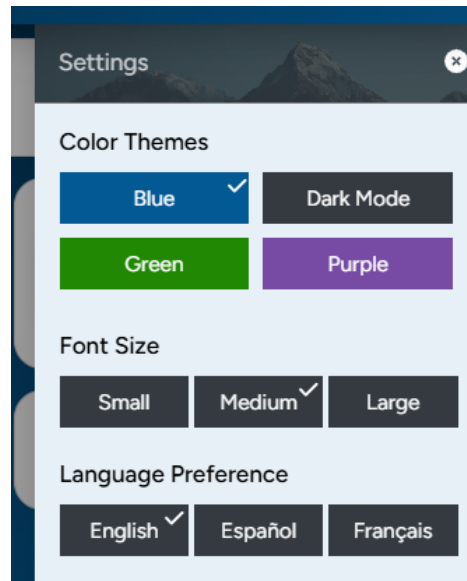 Settings
Color Themes
Blue
Dark Mode
Green
Purple
Font Size
Small
Medium
Large
Language Preference
English
Español
Français